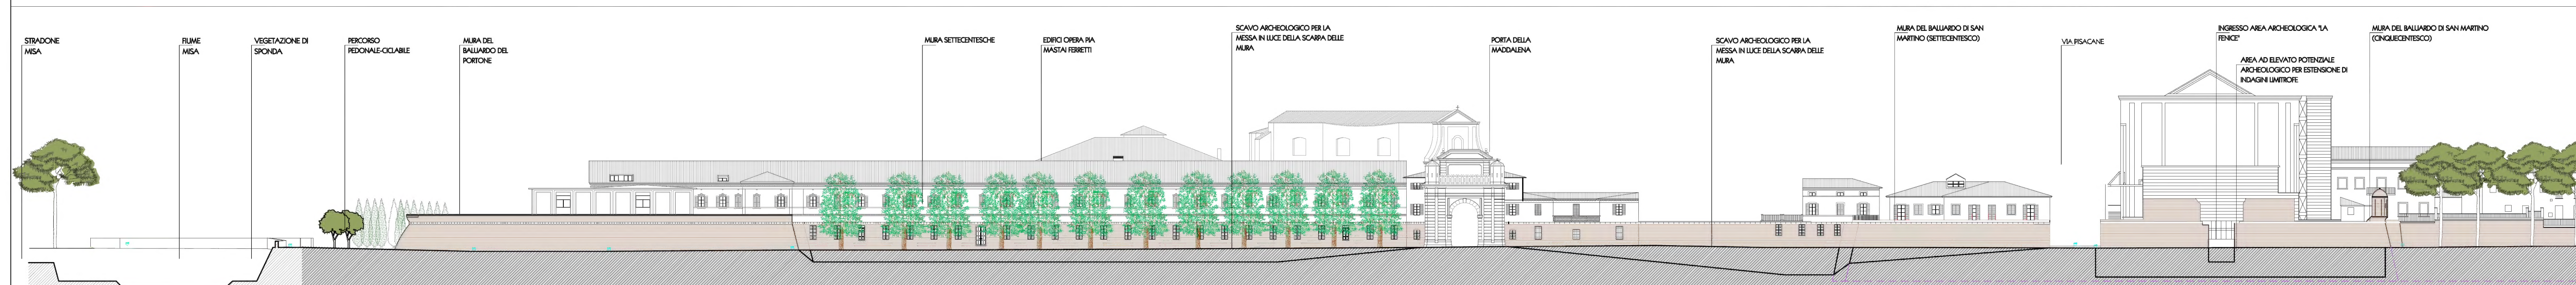 STRADONE
MISA
FIUME
MISA
VEGETAZIONE DI
SPONDA
PERCORSO
PEDONALE-CICLABILE
MURA DEL
BALUARDO DEL
PORTONE
MURA SETTECENTESCHE
EDIFICI OPERA PIA
MASTAI FERRETTI
SCAVO ARCHEOLOGICO PER LA
MESSA IN LUCE DELLA SCARPA DELLE
MURA
PORTA DELLA
MADDALENA
SCAVO ARCHEOLOGICO PER LA
MESSA IN LUCE DELLA SCARPA DELLE
MURA
MURA DEL BALUARDO DI SAN
MARTINO (SETTECENTESCO)
VIA PISACANE
INGRESSO AREA ARCHEOLOGICA "LA
FENICE"
AREA AD ELEVATO POTENZIALE
ARCHEOLOGICO PER ESTENSIONE DI
INDAGINI LIMITROFE
MURA DEL BALUARDO DI SAN MARTINO
(CINQUECENTESCO)